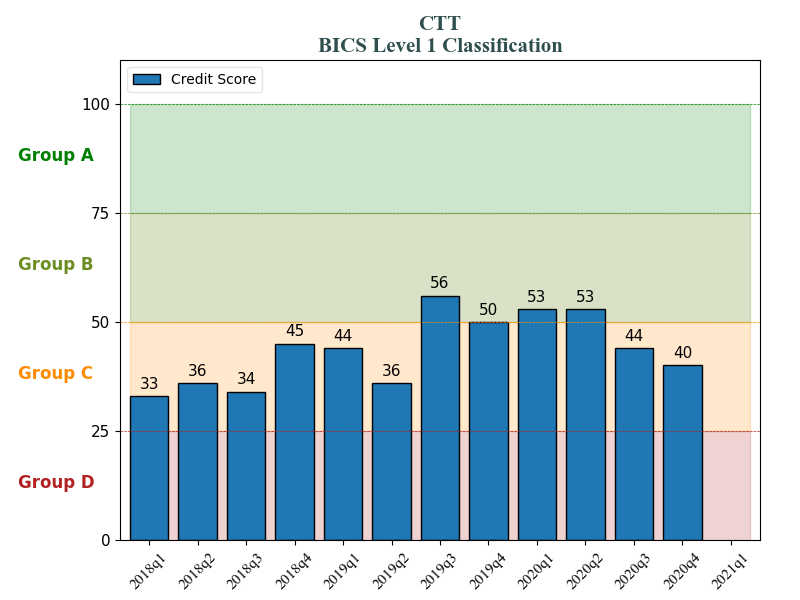 CTT
BICS Level 1 Classification
Credit Score
100
Group A
75
Group B
56
53
53
50
50
45
44
44
40
36
36
34
33
Group C
25
Group D
0
2018q1
2018q2
2018q3
2018q4
2019q1
2019q2
2019q3
2019q4
2020q1
2020q2
2020q3
2020q4
2021q1